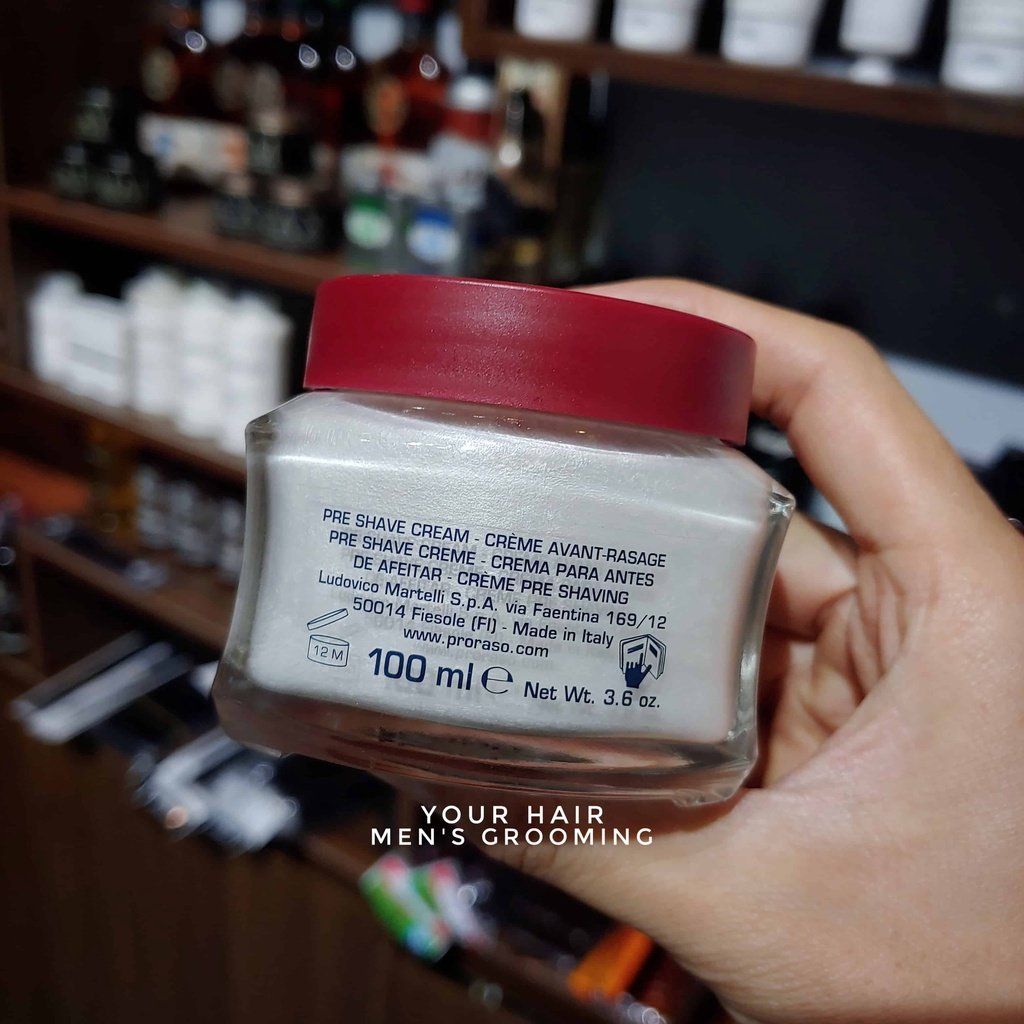 PRE SHAVE CREAM - CRÈME AVANT-RASAGE
PRE SHAVE CREME - CREMA PARA ANTES
DE AFEITAR - CRÈME PRE SHAVING
Ludovico Martelli S.p.A. via Faentina 169/12
50014 Fiesole (FI) - Made in Italy
www.proraso.com
12 M
100 ml ℮ Net Wt. 3.6 oz.
YOUR HAIR
MEN'S GROOMING